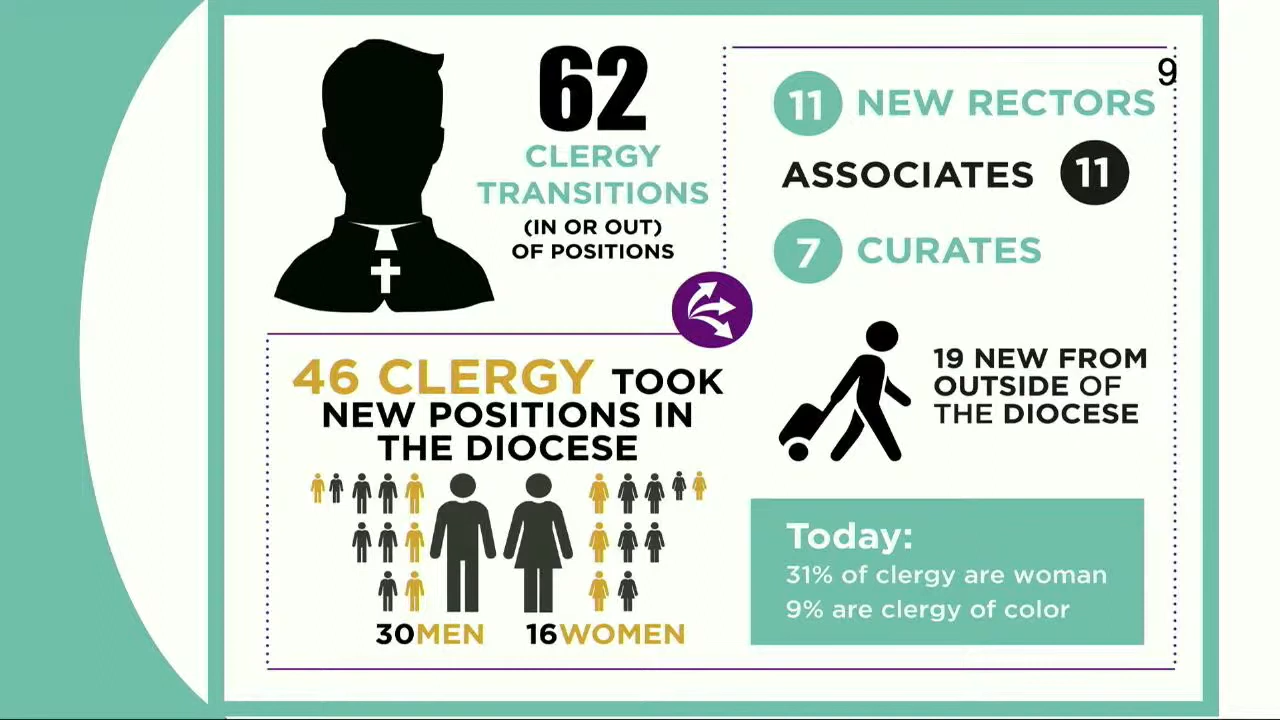 62
CLERGY
TRANSITIONS
(IN OR OUT)
OF POSITIONS
9
11 NEW RECTORS
ASSOCIATES 11
7 CURATES
46 CLERGY TOOK
NEW POSITIONS IN
THE DIOCESE
30MEN 16WOMEN
19 NEW FROM
OUTSIDE OF
THE DIOCESE
Today:
31% of clergy are woman
9% are clergy of color